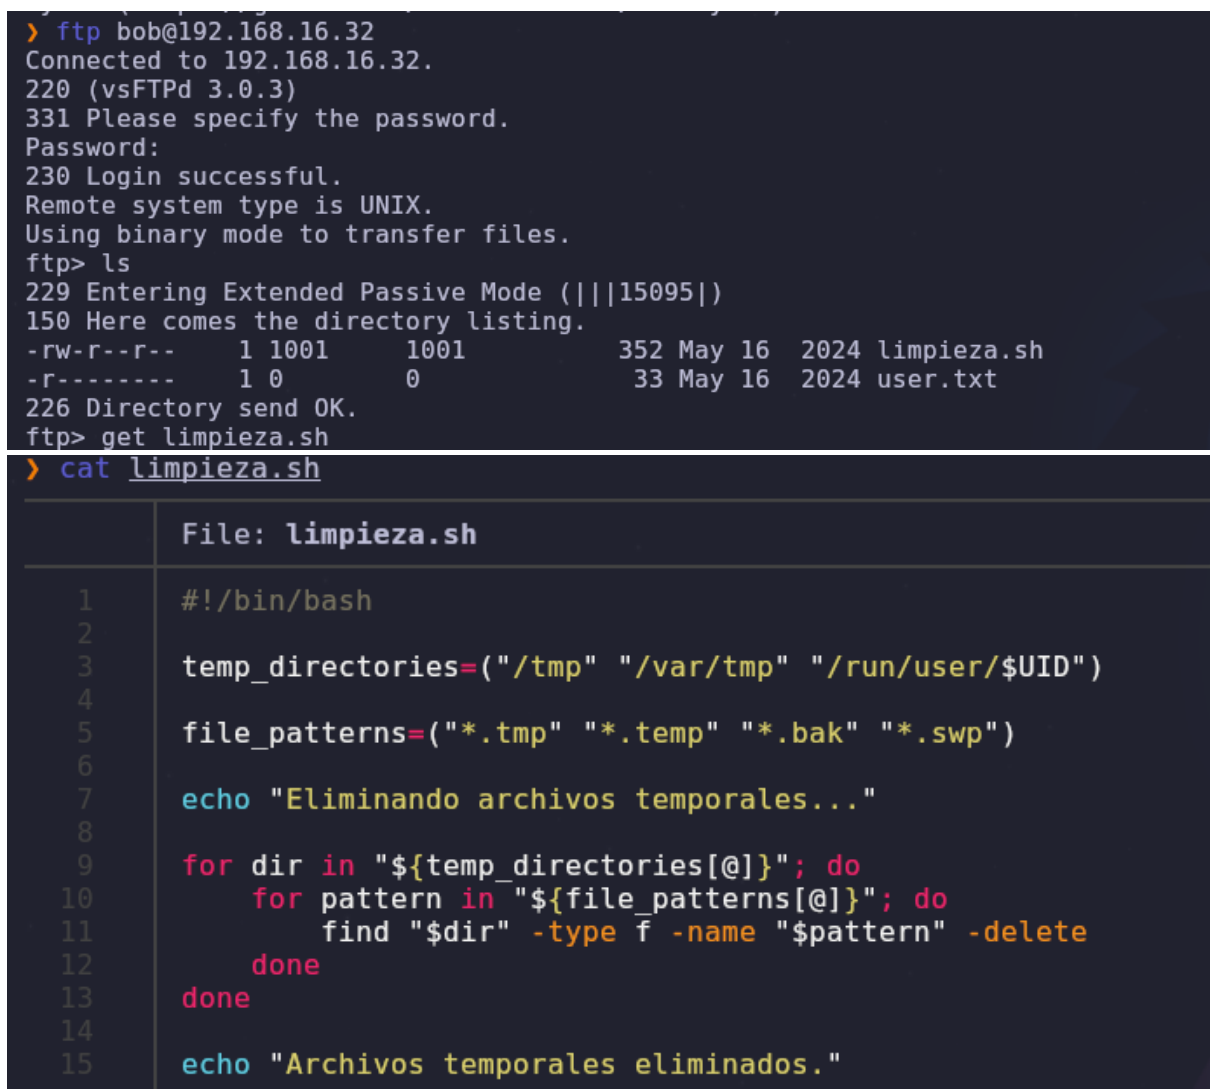 ❯ ftp bob@192.168.16.32
Connected to 192.168.16.32.
220 (vsFTPd 3.0.3)
331 Please specify the password.
Password:
230 Login successful.
Remote system type is UNIX.
Using binary mode to transfer files.
ftp> ls
229 Entering Extended Passive Mode (|||15095|)
150 Here comes the directory listing.
-rw-r--r--    1 1001     1001          352 May 16  2024 limpieza.sh
-r--------    1 0        0              33 May 16  2024 user.txt
226 Directory send OK.
ftp> get limpieza.sh
❯ cat limpieza.sh
File: limpieza.sh
1 #!/bin/bash
2
3 temp_directories=("/tmp" "/var/tmp" "/run/user/$UID")
4
5 file_patterns=("*.tmp" "*.temp" "*.bak" "*.swp")
6
7 echo "Eliminando archivos temporales..."
8
9 for dir in "${temp_directories[@]}"; do
10     for pattern in "${file_patterns[@]}"; do
11         find "$dir" -type f -name "$pattern" -delete
12     done
13 done
14
15 echo "Archivos temporales eliminados."